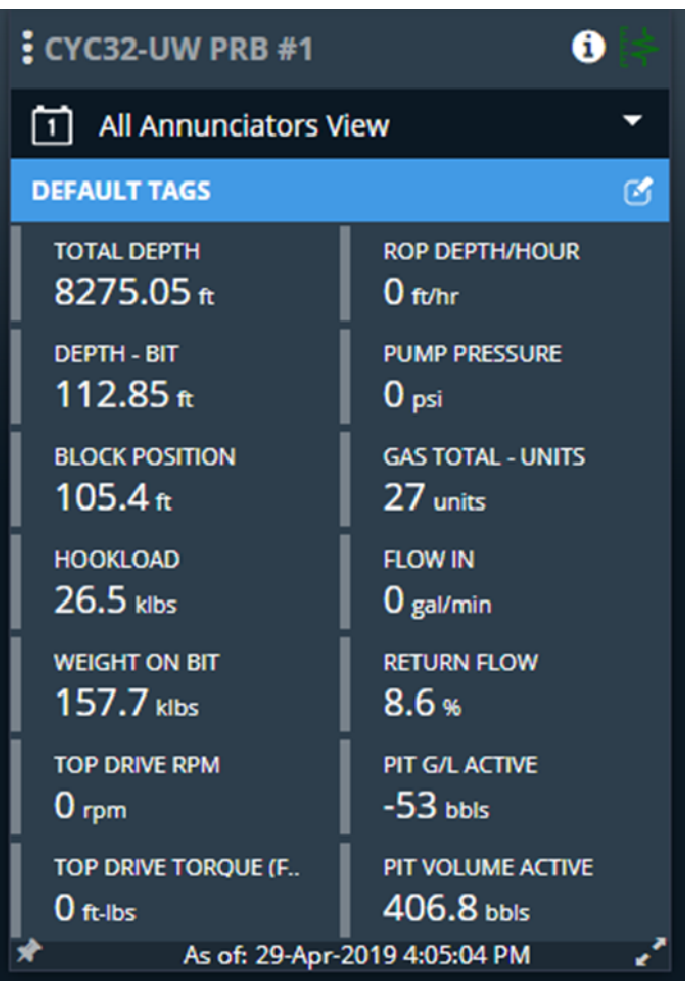 CYC32-UW PRB #1
1 All Annunciators View
DEFAULT TAGS
TOTAL DEPTH
8275.05 ft
ROP DEPTH/HOUR
0 ft/hr
DEPTH - BIT
112.85 ft
PUMP PRESSURE
0 psi
BLOCK POSITION
105.4 ft
GAS TOTAL - UNITS
27 units
HOOKLOAD
26.5 klbs
FLOW IN
0 gal/min
WEIGHT ON BIT
157.7 klbs
RETURN FLOW
8.6 %
TOP DRIVE RPM
0 rpm
PIT G/L ACTIVE
-53 bbls
TOP DRIVE TORQUE (F..
0 ft-lbs
PIT VOLUME ACTIVE
406.8 bbls
As of: 29-Apr-2019 4:05:04 PM